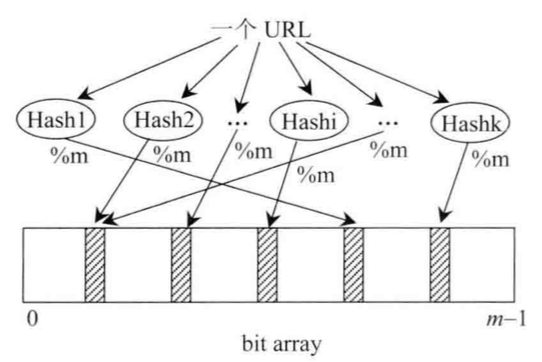 一个 URL
Hash1 Hash2 ... Hashi ... Hashk
%m %m %m %m %m %m
0 m–1
bit array